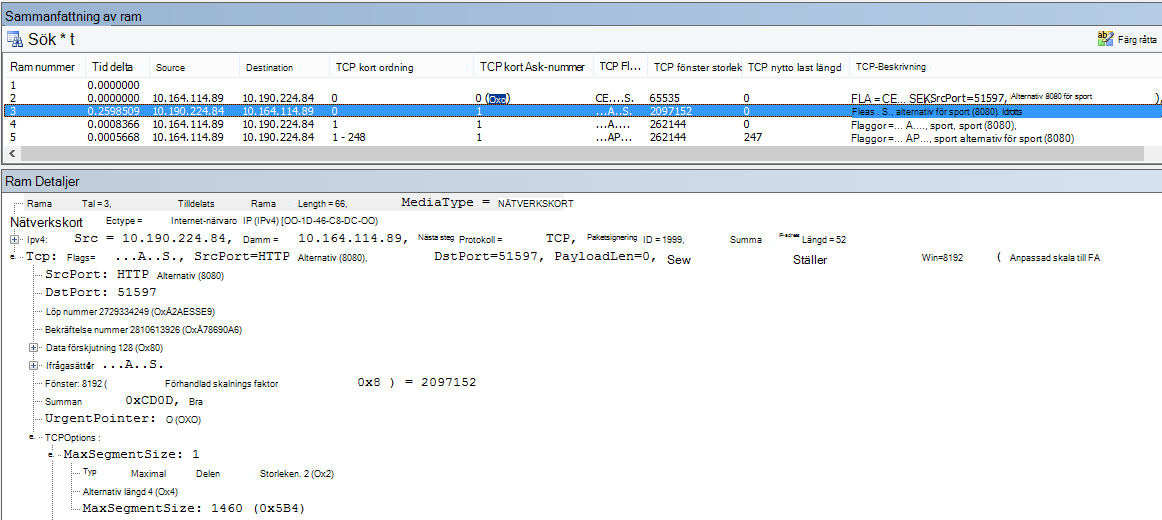 Sammanfattning av ram
Sök * t Färg råtta
Ram nummer Tid delta Source Destination TCP kort ordning TCP kort Ask-nummer TCP Fl... TCP fönster storlek TCP nytto last längd TCP-Beskrivning
1 0.0000000
2 0.0000000 10.164.114.89 10.190.224.84 0 0 (Oxo) CE....S. 65535 0 FLA = CE... SEKSrcPort=51597, Alternativ 8080 för sport ),
3 0.2598509 10.190.224.84 10.164.114.89 0 1 ...A..S. 2097152 0 Fleas . S., alternativ för sport (8080). Idrotts
4 0.0008366 10.164.114.89 10.190.224.84 1 1 ...A.... 262144 0 Flaggor =... A...., sport, sport (8080),
5 0.0005668 10.164.114.89 10.190.224.84 1 - 248 1 ...AP... 262144 247 Flaggor =... AP..., sport alternativ för sport (8080)
Ram Detaljer
Rama Tal = 3, Tilldelats Rama Length = 66, MediaType = NÄTVERKSKORT
Nätverkskort Ectype = Internet-närvaro IP (IPv4) [OO-1D-46-C8-DC-OO)
Ipv4: Src = 10.190.224.84, Damm = 10.164.114.89, Nästa steg Protokoll = TCP, Paketsignering ID = 1999, Summa Längd = 52
Tcp: Flags= ...A..S., SrcPort=HTTP Alternativ (8080), DstPort=51597, PayloadLen=0, Sew Ställer Win=8192 ( Anpassad skala till FA
SrcPort: HTTP Alternativ (8080)
DstPort: 51597
Löp nummer 2729334249 (OxÄ2AESSE9)
Bekräftelse nummer 2810613926 (OxÄ78690A6)
Data förskjutning 128 (Ox80)
Ifrågasätter ...A..S.
Fönster: 8192 ( Förhandlad skalnings faktor 0x8 ) = 2097152
Summan 0xCD0D, Bra
UrgentPointer: O (OXO)
TCPOptions :
MaxSegmentSize: 1
Typ Maximal Delen Storleken. 2 (Ox2)
Alternativ längd 4 (Ox4)
MaxSegmentSize: 1460 (0x5B4)